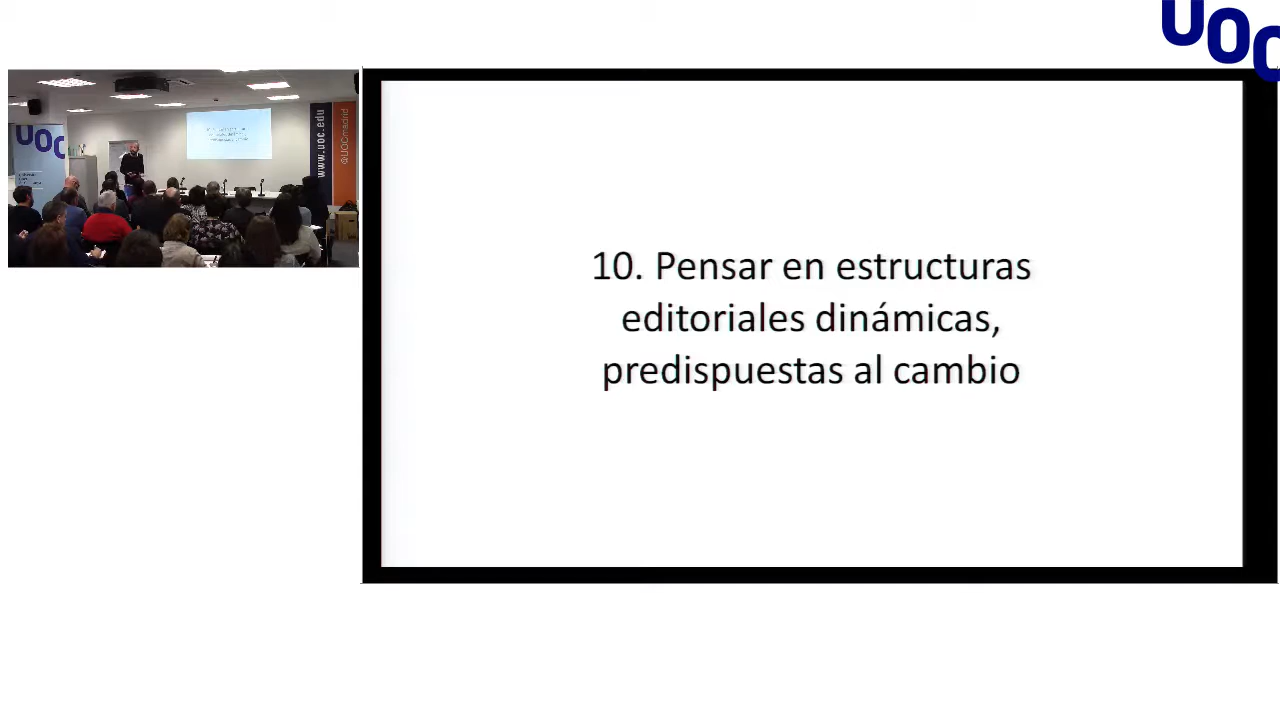 UOC
UOC
www.uoc.edu
@UOCmadrid
10. Pensar en estructuras
editoriales dinámicas,
predispuestas al cambio